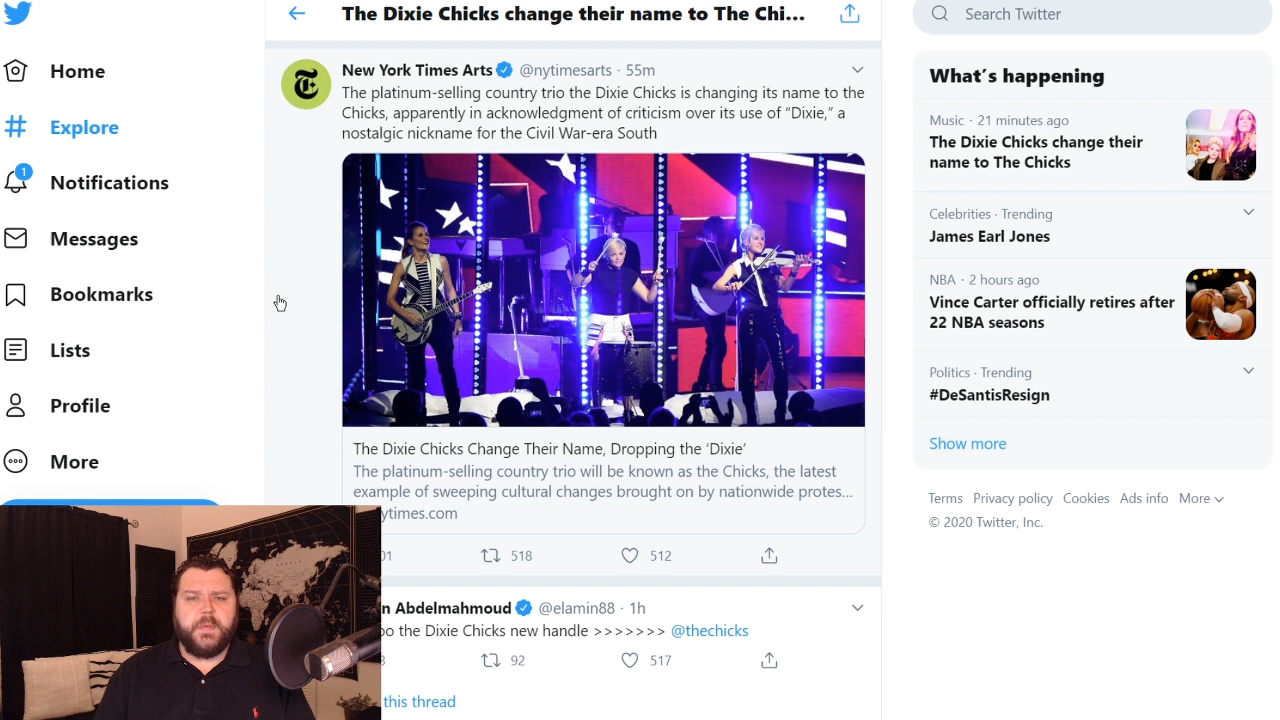 Home
Explore
1
Notifications
Messages
Bookmarks
Lists
Profile
More
The Dixie Chicks change their name to The Chi...
New York Times Arts @nytimesarts · 55m
The platinum-selling country trio the Dixie Chicks is changing its name to the
Chicks, apparently in acknowledgment of criticism over its use of “Dixie,” a
nostalgic nickname for the Civil War-era South
The Dixie Chicks Change Their Name, Dropping the ‘Dixie’
The platinum-selling country trio will be known as the Chicks, the latest
example of sweeping cultural changes brought on by nationwide protes...
ytimes.com
01 518 512
n Abdelmahmoud @elamin88 · 1h
oo the Dixie Chicks new handle >>>>>>> @thechicks
92 517
this thread
Search Twitter
What’s happening
Music · 21 minutes ago
The Dixie Chicks change their
name to The Chicks
Celebrities · Trending
James Earl Jones
NBA · 2 hours ago
Vince Carter officially retires after
22 NBA seasons
Politics · Trending
#DeSantisResign
Show more
Terms Privacy policy Cookies Ads info More
© 2020 Twitter, Inc.